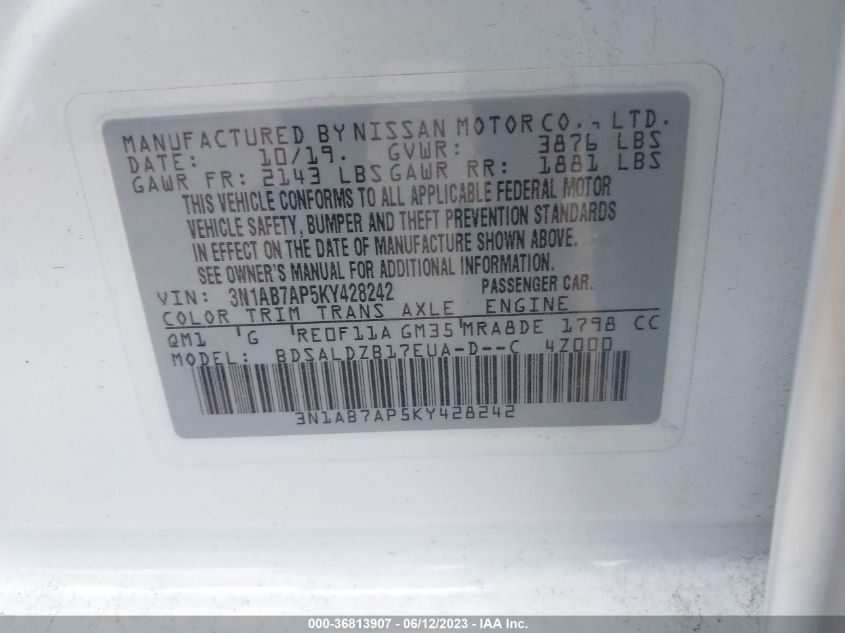 MANUFACTURED BY NISSAN MOTOR CO., LTD.
DATE: 10/19. GVWR: 3876 LBS
GAWR FR: 2143 LBS GAWR RR: 1881 LBS
THIS VEHICLE CONFORMS TO ALL APPLICABLE FEDERAL MOTOR
VEHICLE SAFETY, BUMPER AND THEFT PREVENTION STANDARDS
IN EFFECT ON THE DATE OF MANUFACTURE SHOWN ABOVE.
SEE OWNER'S MANUAL FOR ADDITIONAL INFORMATION.
VIN: 3N1AB7AP5KY428242 PASSENGER CAR.
COLOR TRIM TRANS AXLE ENGINE
QM1 G RE0F11A GM35 MRA8DE 1798 CC
MODEL: BDSALDZB17EUA-D--C 4Z000
3N1AB7AP5KY428242
000-36813907 - 06/12/2023 - IAA Inc.